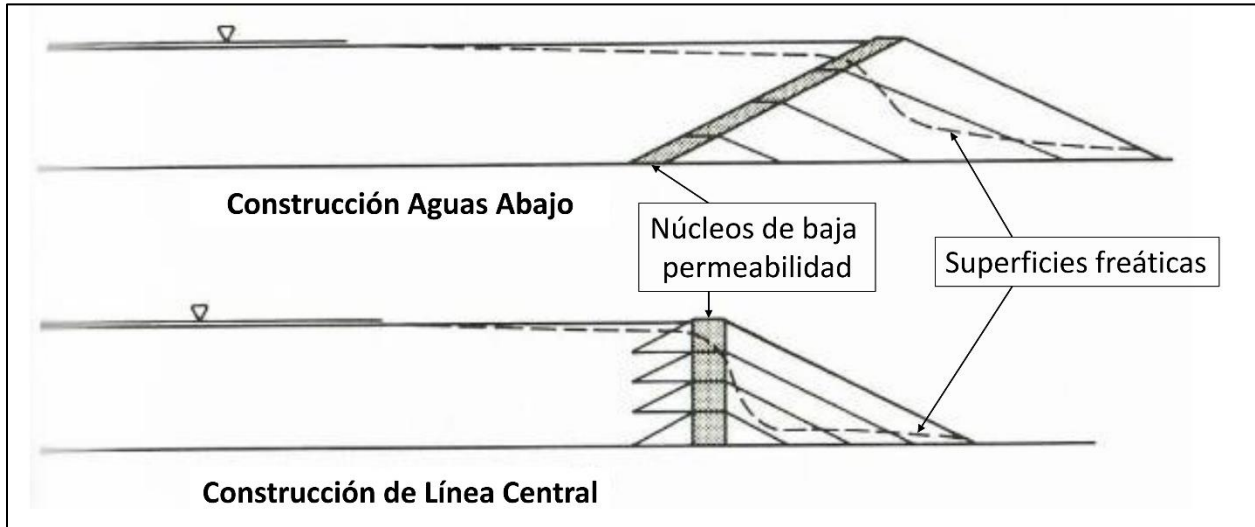 Construcción Aguas Abajo
Núcleos de baja
permeabilidad
Superficies freáticas
Construcción de Línea Central